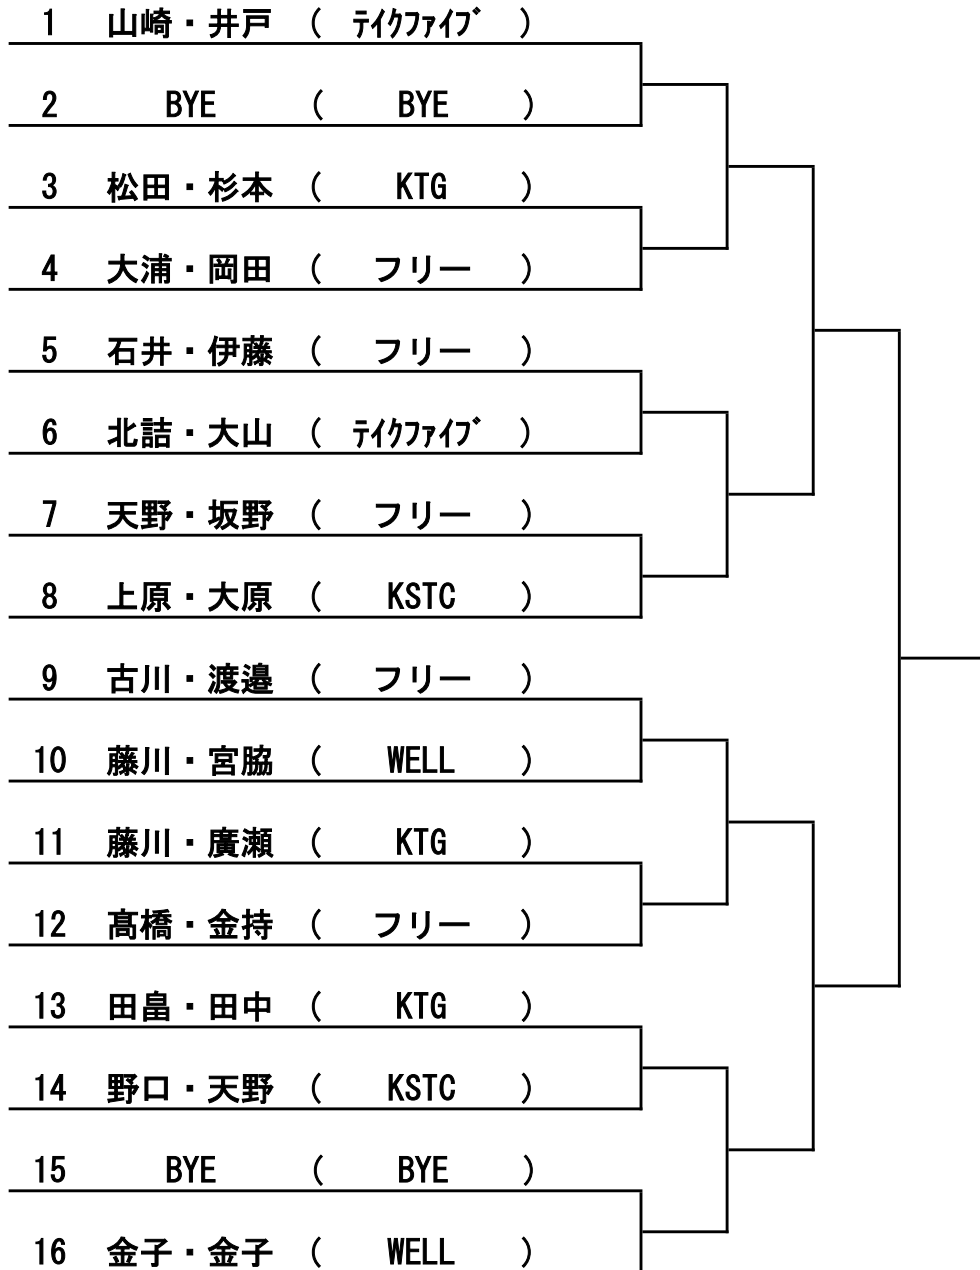 1 山崎・井戸 ( ﾃｲｸﾌｧｲﾌﾞ )
2 BYE ( BYE )
3 松田・杉本 ( KTG )
4 大浦・岡田 ( フリー )
5 石井・伊藤 ( フリー )
6 北詰・大山 ( ﾃｲｸﾌｧｲﾌﾞ )
7 天野・坂野 ( フリー )
8 上原・大原 ( KSTC )
9 古川・渡邉 ( フリー )
10 藤川・宮脇 ( WELL )
11 藤川・廣瀬 ( KTG )
12 髙橋・金持 ( フリー )
13 田畠・田中 ( KTG )
14 野口・天野 ( KSTC )
15 BYE ( BYE )
16 金子・金子 ( WELL )